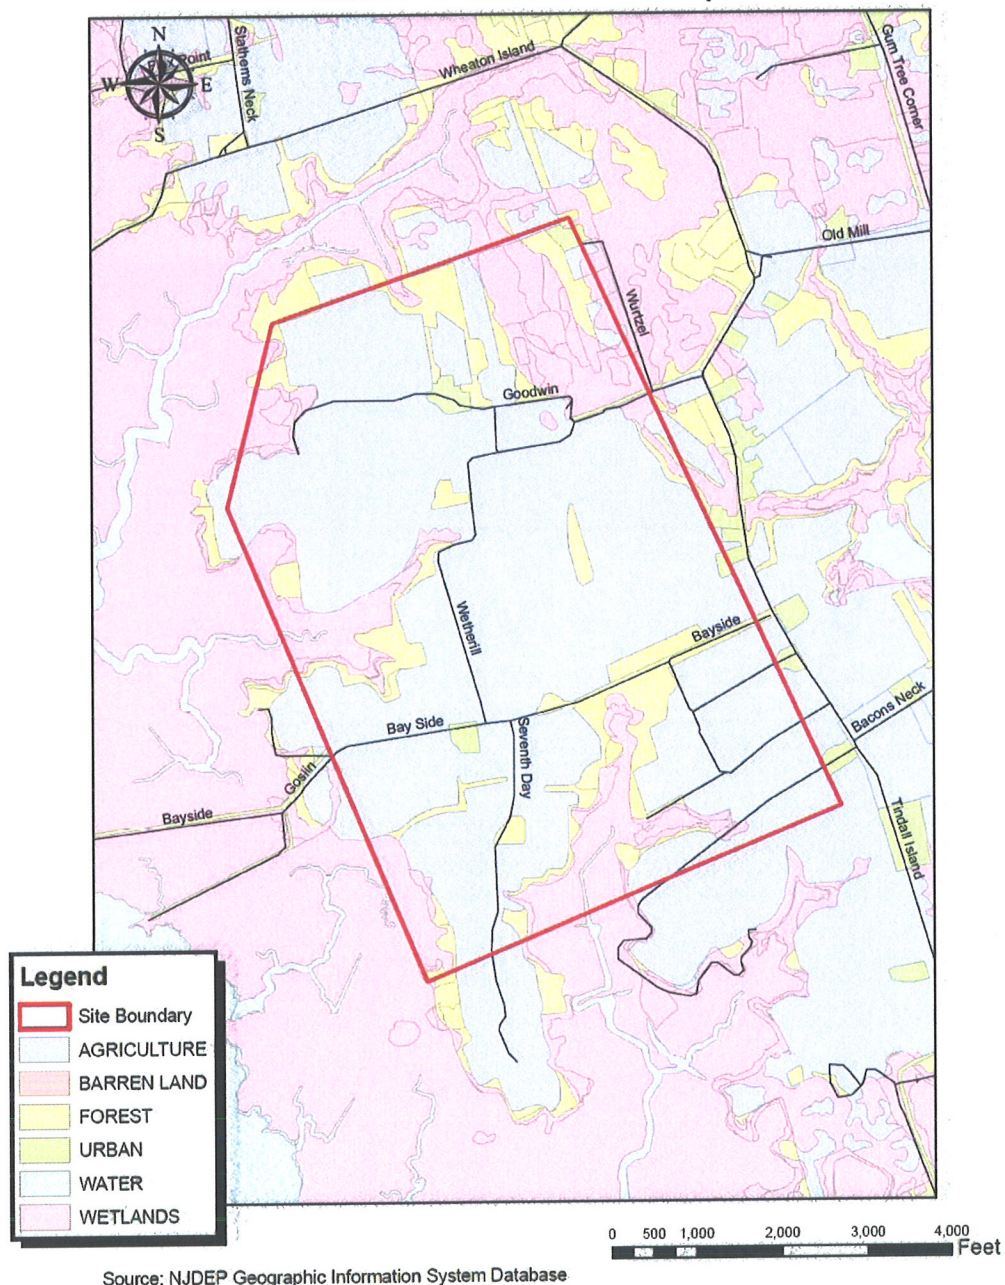 N
Point
W
E
S
Stathems Neck
Wheaton Island
Gum Tree Corner
Old Mill
Wurtzel
Goodwin
Wetherill
Bayside
Bay Side
Seventh Day
Bacons Neck
Goslin
Bayside
Tindall Island
Legend
Site Boundary
AGRICULTURE
BARREN LAND
FOREST
URBAN
WATER
WETLANDS
0 500 1,000 2,000 3,000 4,000
Feet
Source: NJDEP Geographic Information System Database